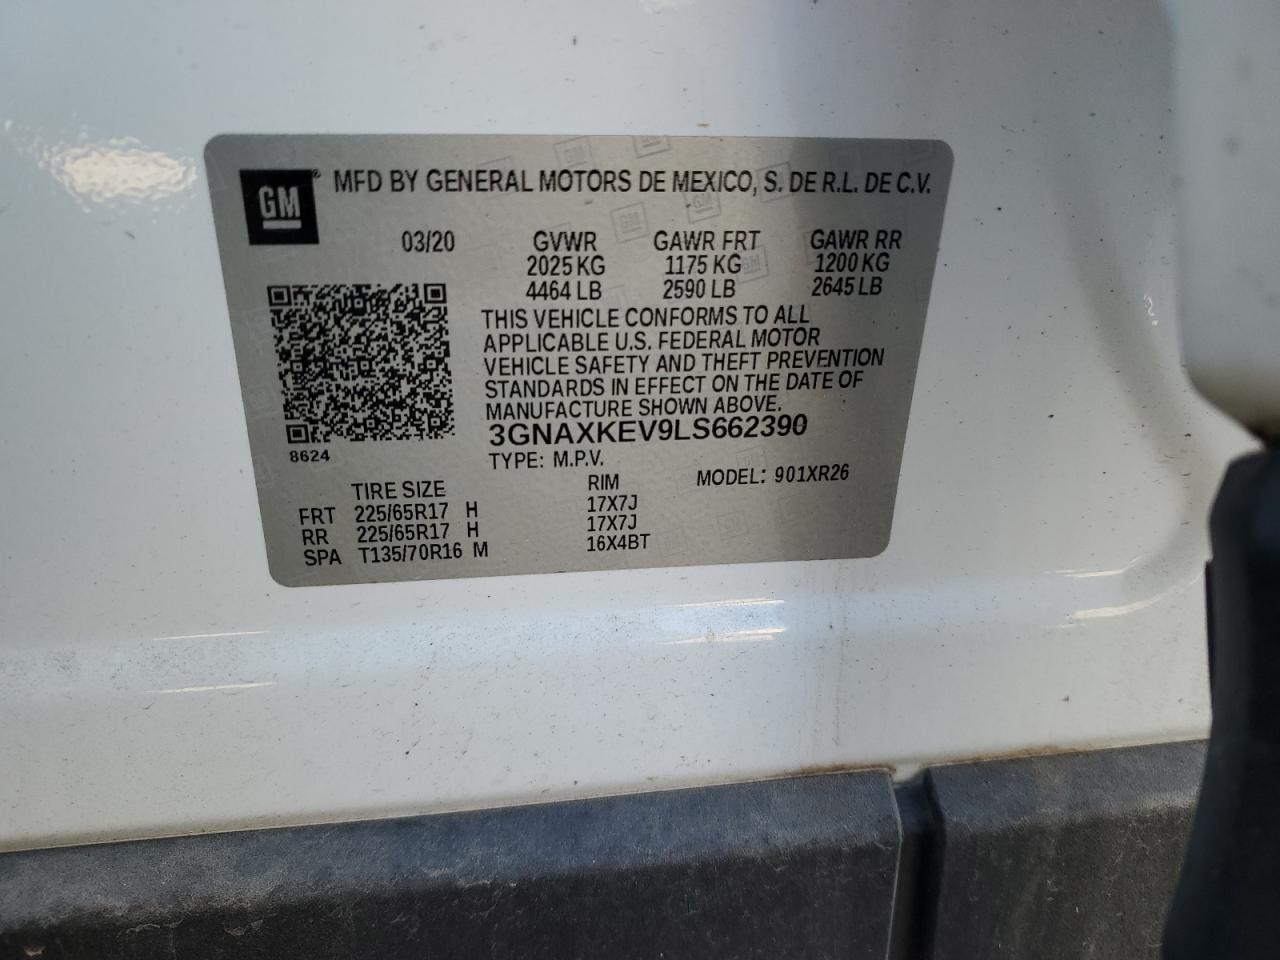 GM
MFD BY GENERAL MOTORS DE MEXICO, S. DE R.L. DE C.V.
03/20 GVWR GAWR FRT GAWR RR
2025 KG 1175 KG 1200 KG
4464 LB 2590 LB 2645 LB
THIS VEHICLE CONFORMS TO ALL
APPLICABLE U.S. FEDERAL MOTOR
VEHICLE SAFETY AND THEFT PREVENTION
STANDARDS IN EFFECT ON THE DATE OF
MANUFACTURE SHOWN ABOVE.
3GNAXKEV9LS662390
8624
TYPE: M.P.V.
MODEL: 901XR26
TIRE SIZE RIM
FRT 225/65R17 H 17X7J
RR 225/65R17 H 17X7J
SPA T135/70R16 M 16X4BT